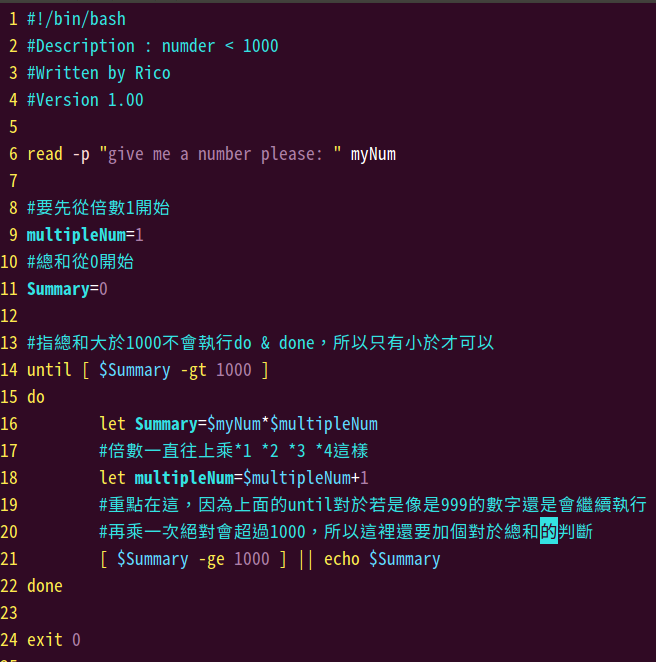 1 #!/bin/bash
2 #Description : numder < 1000
3 #Written by Rico
4 #Version 1.00
5
6 read -p "give me a number please: " myNum
7
8 #要先從倍數1開始
9 multipleNum=1
10 #總和從0開始
11 Summary=0
12
13 #指總和大於1000不會執行do & done，所以只有小於才可以
14 until [ $Summary -gt 1000 ]
15 do
16 let Summary=$myNum*$multipleNum
17 #倍數一直往上乘*1 *2 *3 *4這樣
18 let multipleNum=$multipleNum+1
19 #重點在這，因為上面的until對於若是像是999的數字還是會繼續執行
20 #再乘一次絕對會超過1000，所以這裡還要加個對於總和的判斷
21 [ $Summary -ge 1000 ] || echo $Summary
22 done
23
24 exit 0